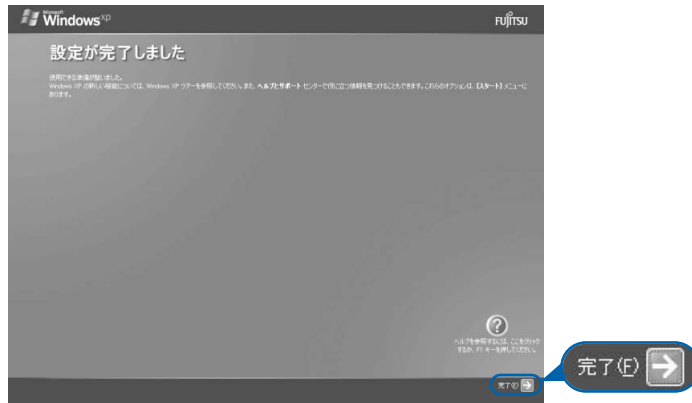 Microsoft
Windows xp
FUJITSU
設定が完了しました
使用できる準備が整いました。
Windows XP の新しい機能については、Windows XP ツアーを参照してください。また、ヘルプとサポート センターで役に立つ情報を見つけることもできます。これらのオプションは、[スタート] メニューに
あります。
ヘルプを参照するには、ここをクリック
するか、F1 キーを押してください。
完了(F)
完了(F)